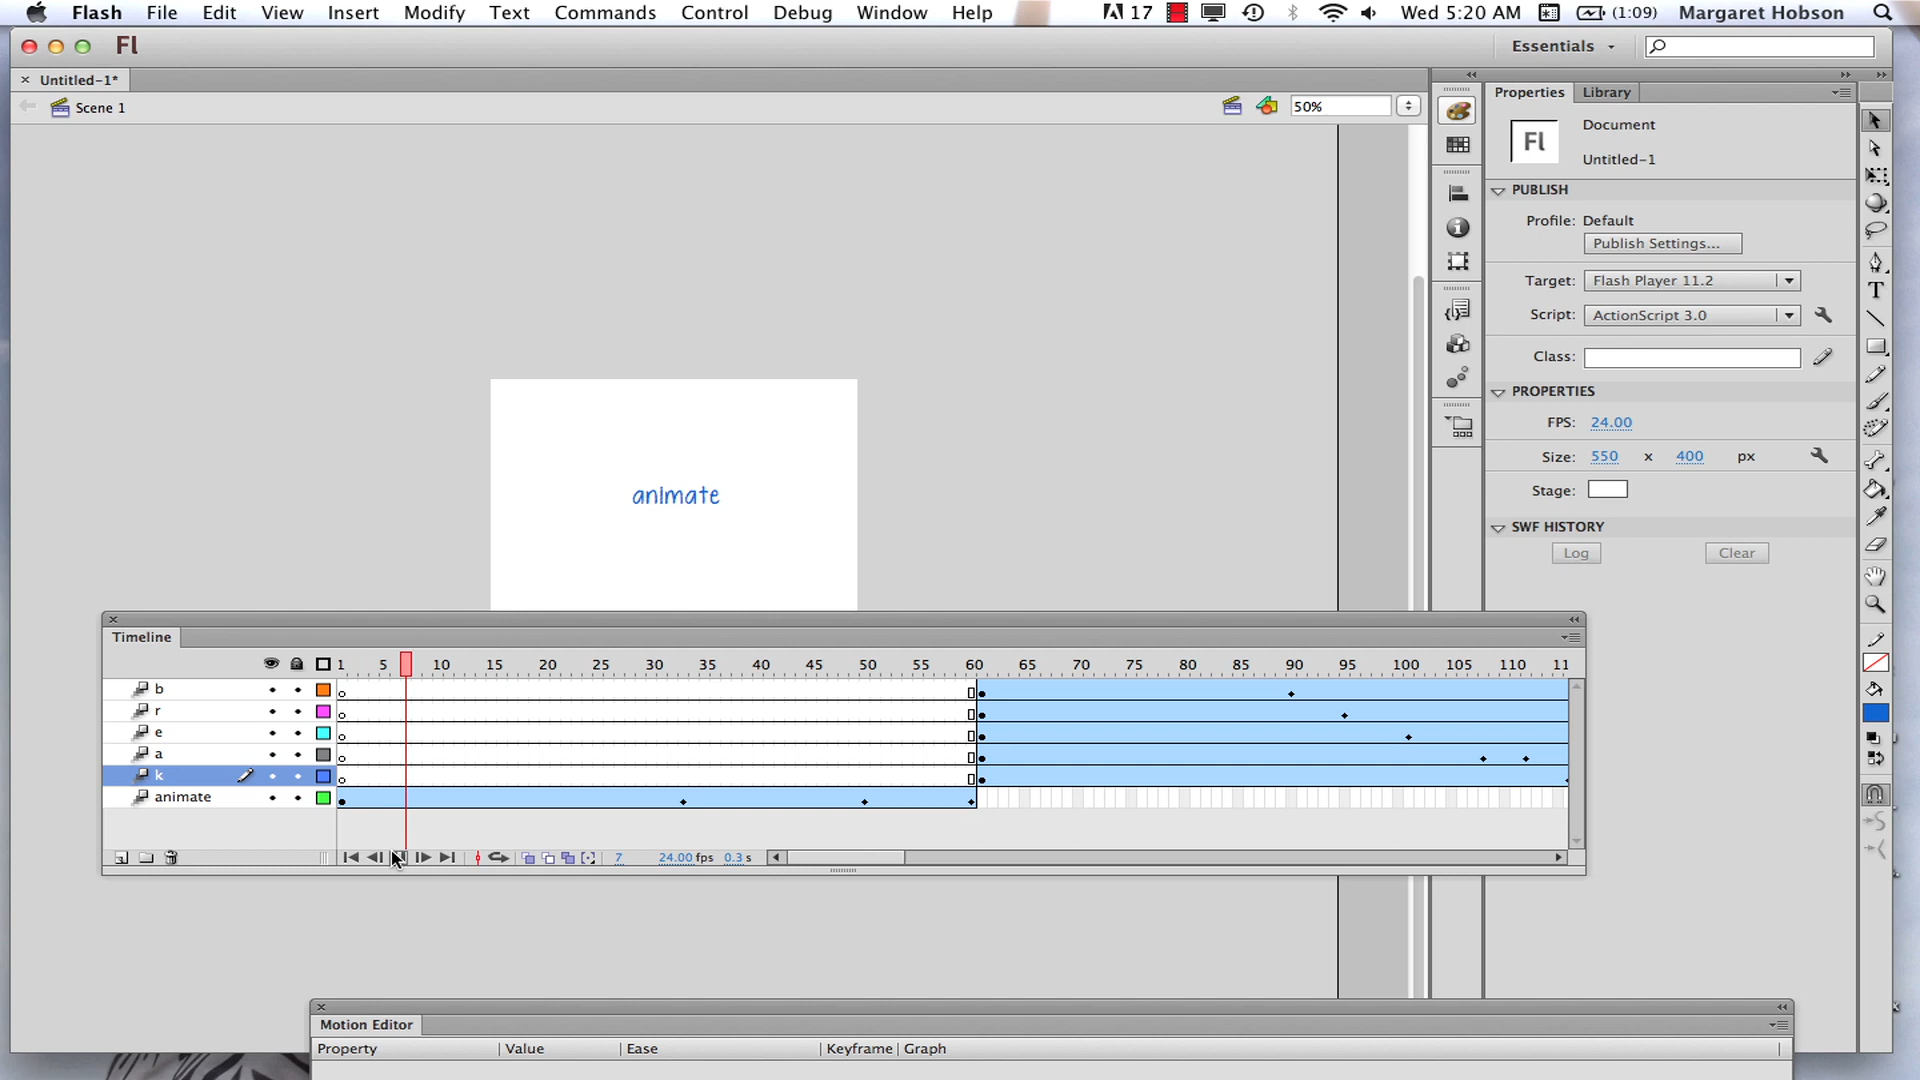 Flash File Edit View Insert Modify Text Commands Control Debug Window Help 17 Wed 5:20 AM (1:09) Margaret Hobson
Fl Essentials
Untitled-1*
Scene 1 50%
Properties Library
Fl Document
Untitled-1
PUBLISH
Profile: Default
Publish Settings...
Target: Flash Player 11.2
Script: ActionScript 3.0
Class:
PROPERTIES
FPS: 24.00
Size: 550 x 400 px
Stage:
SWF HISTORY
Log Clear
animate
Timeline
1 5 10 15 20 25 30 35 40 45 50 55 60 65 70 75 80 85 90 95 100 105 110 11
b
r
e
a
k
animate
7 24.00 fps 0.3 s
Motion Editor
Property Value Ease Keyframe Graph